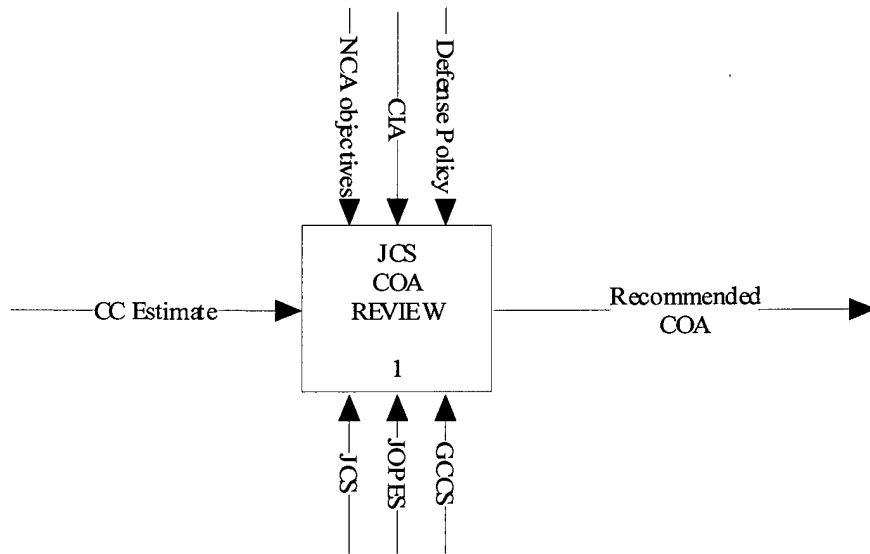 NCA objectives
CIA
Defense Policy
JCS
COA
REVIEW
1
CC Estimate
Recommended
COA
JCS
JOPES
GCCS